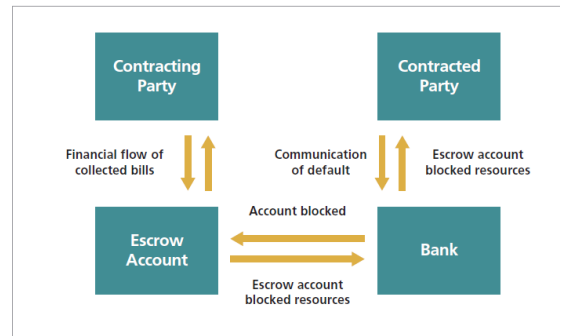 Contracting
Party
Contracted
Party
Financial flow of
collected bills
Communication
of default
Escrow account
blocked resources
Account blocked
Escrow
Account
Bank
Escrow account
blocked resources